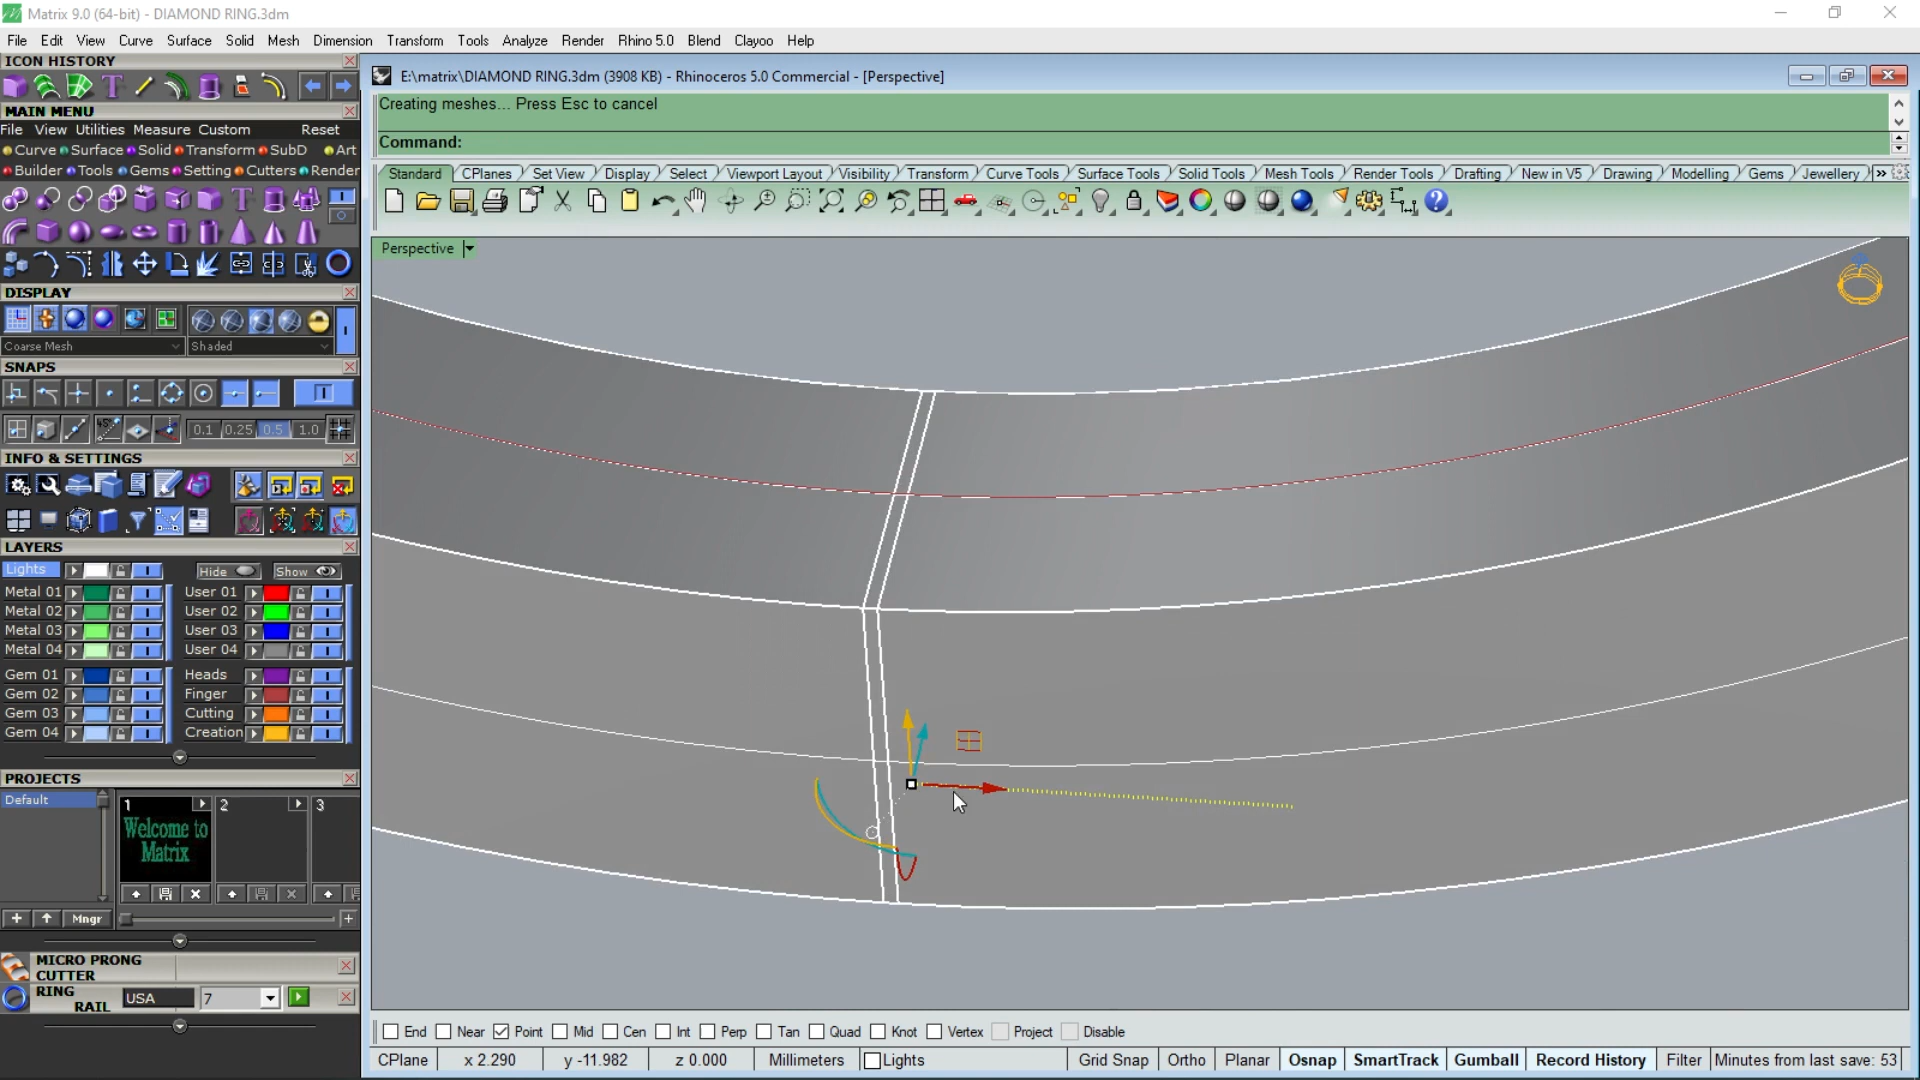 Matrix 9.0 (64-bit) - DIAMOND RING.3dm
File Edit View Curve Surface Solid Mesh Dimension Transform Tools Analyze Render Rhino 5.0 Blend Clayoo Help
ICON HISTORY
MAIN MENU
File View Utilities Measure Custom Reset
Curve Surface Solid Transform SubD Art
Builder Tools Gems Setting Cutters Render
DISPLAY
Coarse Mesh Shaded
SNAPS
45°
0.1 0.25 0.5 1.0
INFO & SETTINGS
LAYERS
Lights Hide Show
Metal 01 User 01
Metal 02 User 02
Metal 03 User 03
Metal 04 User 04
Gem 01 Heads
Gem 02 Finger
Gem 03 Cutting
Gem 04 Creation
PROJECTS
Default 1 2 3
Welcome to
Matrix
Mngr
MICRO PRONG
CUTTER
RING
RAIL USA 7
E:\matrix\DIAMOND RING.3dm (3908 KB) - Rhinoceros 5.0 Commercial - [Perspective]
Creating meshes... Press Esc to cancel
Command:
Standard CPlanes Set View Display Select Viewport Layout Visibility Transform Curve Tools Surface Tools Solid Tools Mesh Tools Render Tools Drafting New in V5 Drawing Modelling Gems Jewellery »
Perspective
End Near Point Mid Cen Int Perp Tan Quad Knot Vertex Project Disable
CPlane x 2.290 y -11.982 z 0.000 Millimeters Lights Grid Snap Ortho Planar Osnap SmartTrack Gumball Record History Filter Minutes from last save: 53